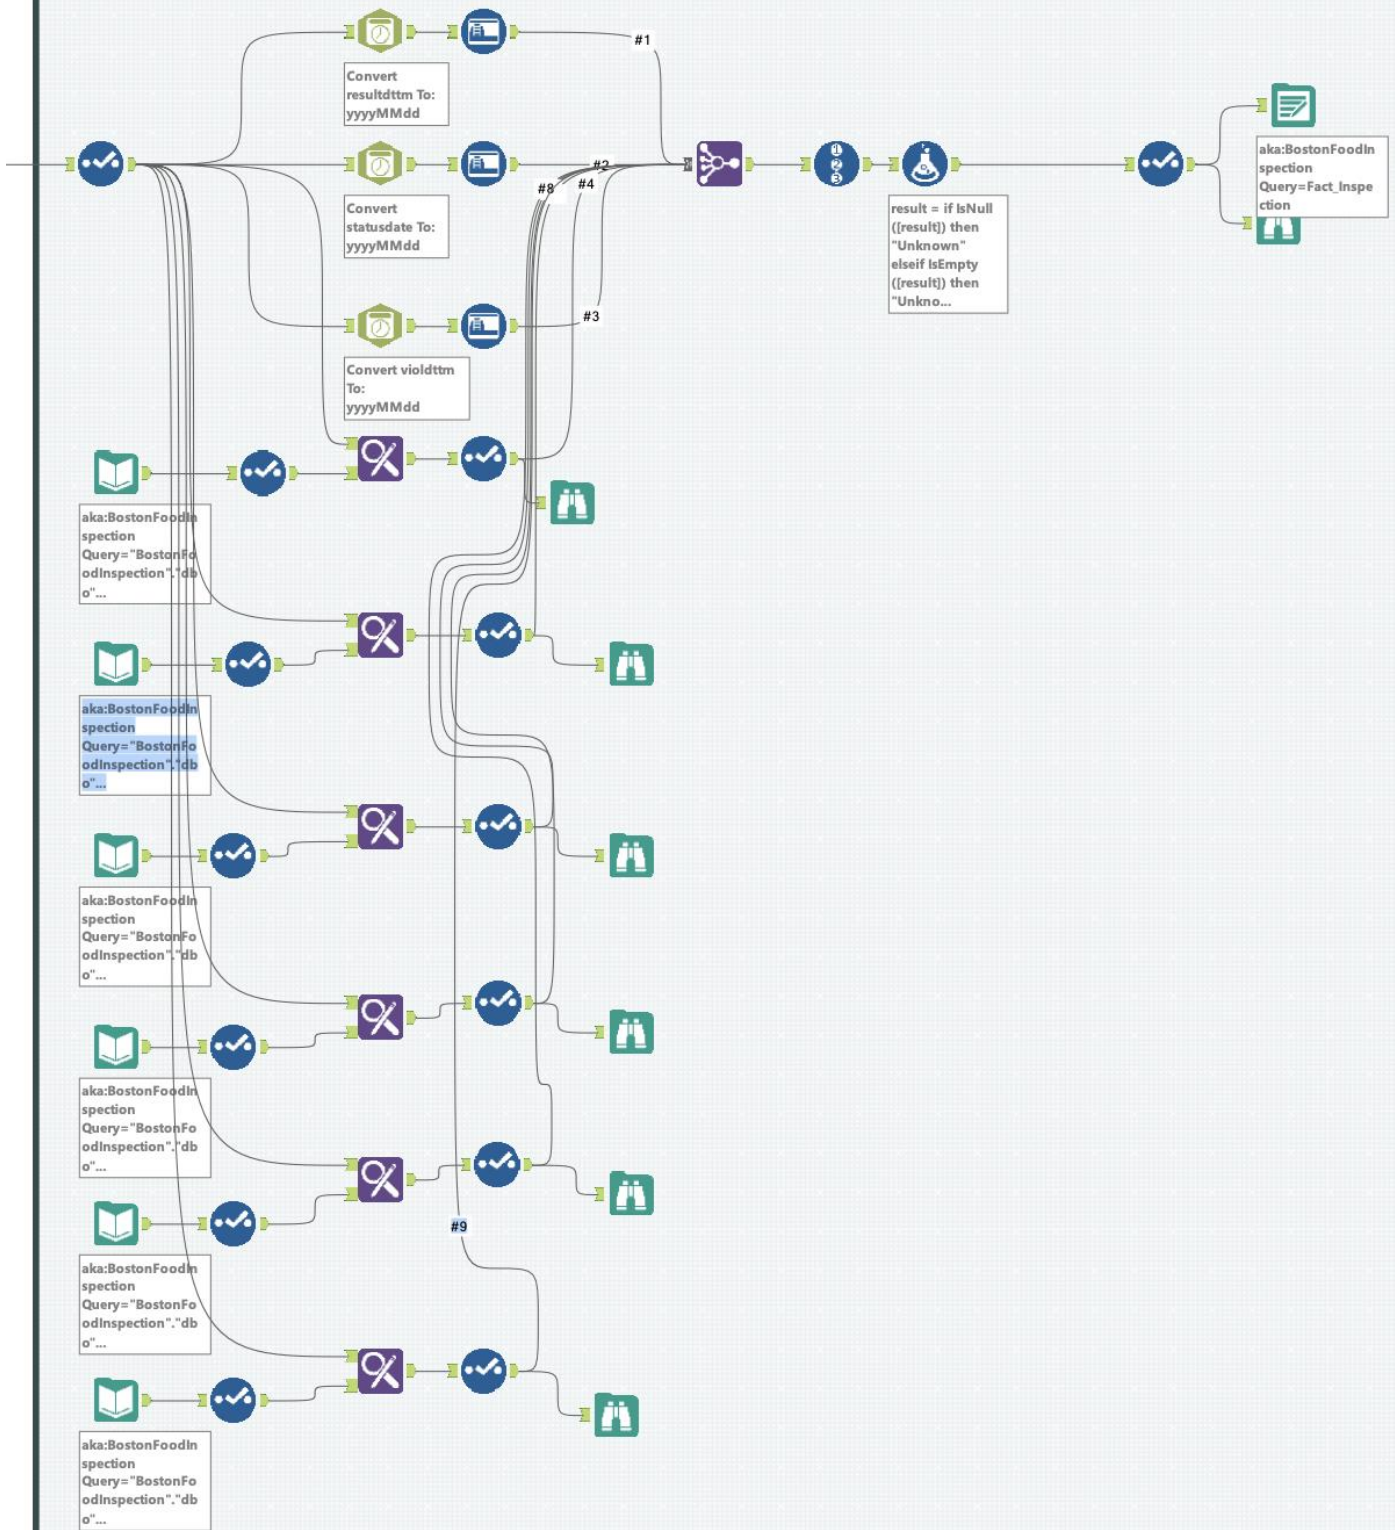 #1
Convert
resultdttm To:
yyyyMMdd
#2
#8
#4
Convert
statusdate To:
yyyyMMdd
1
2
3
result = if IsNull
([result]) then
"Unknown"
elseif IsEmpty
([result]) then
"Unkno...
aka:BostonFoodIn
spection
Query=Fact_Inspe
ction
#3
Convert violdttm
To:
yyyyMMdd
aka:BostonFoodIn
spection
Query="BostonFo
odInspection"."db
o"...
aka:BostonFoodIn
spection
Query="BostonFo
odInspection"."db
o"...
aka:BostonFoodIn
spection
Query="BostonFo
odInspection"."db
o"...
aka:BostonFoodIn
spection
Query="BostonFo
odInspection"."db
o"...
#9
aka:BostonFoodIn
spection
Query="BostonFo
odInspection"."db
o"...
aka:BostonFoodIn
spection
Query="BostonFo
odInspection"."db
o"...